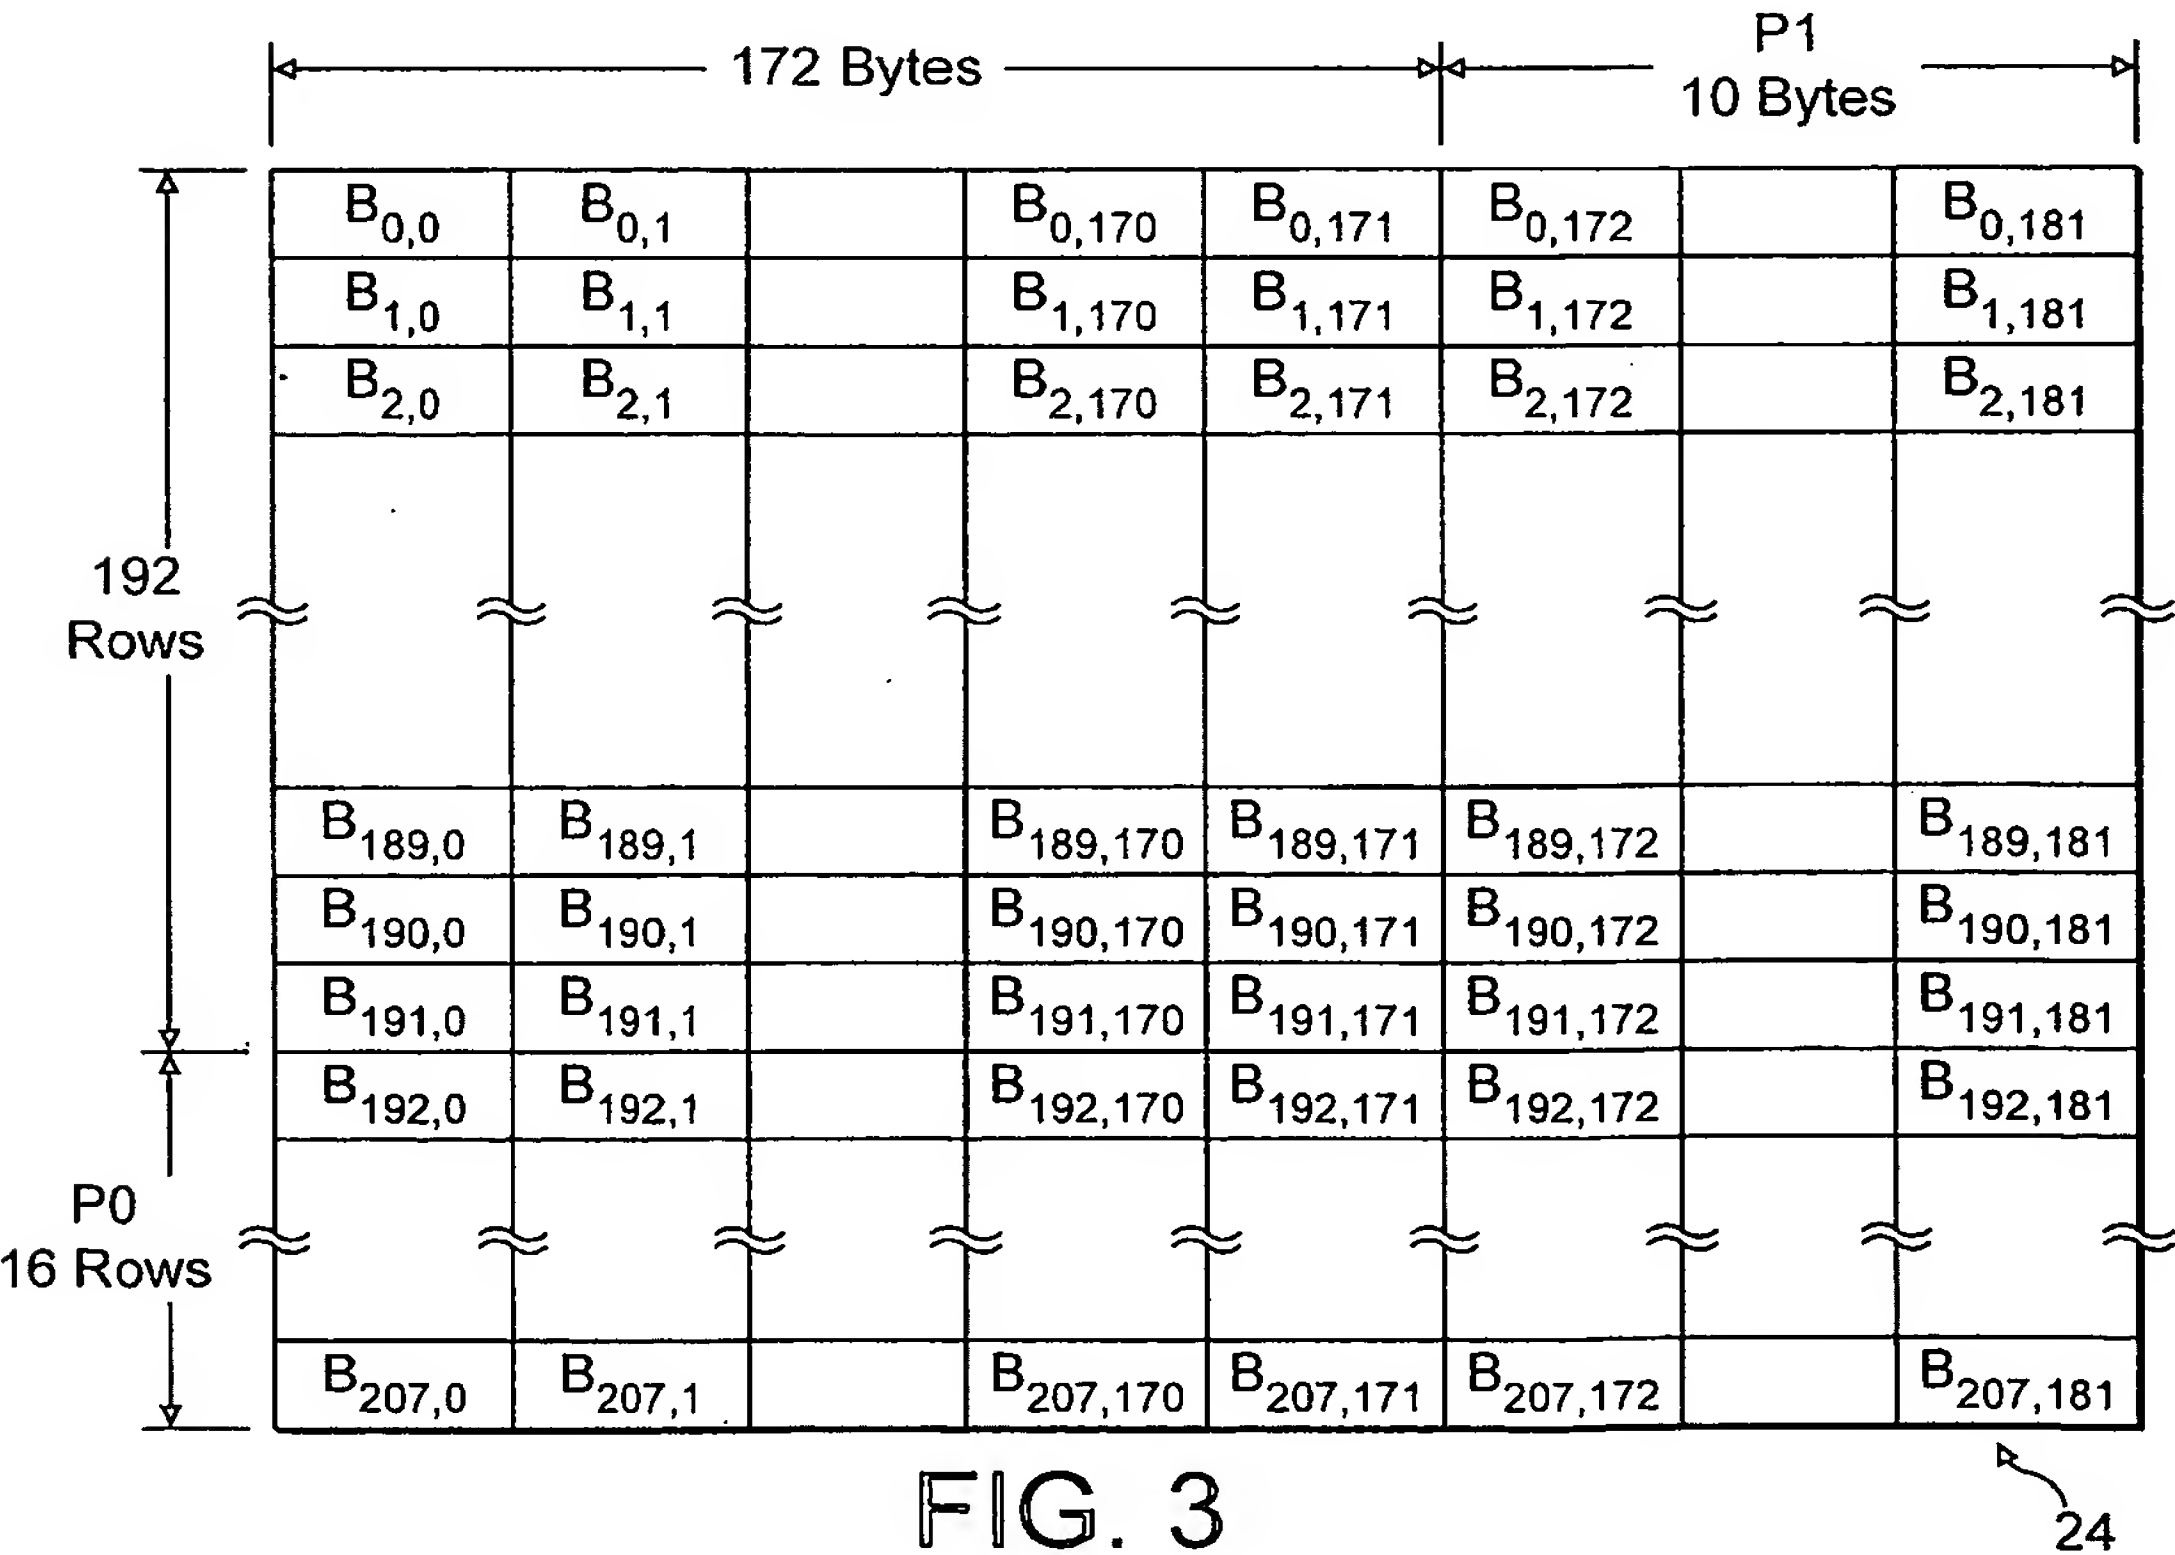 172 Bytes
P1
10 Bytes
B0,0 B0,1 B0,170 B0,171 B0,172 B0,181
B1,0 B1,1 B1,170 B1,171 B1,172 B1,181
B2,0 B2,1 B2,170 B2,171 B2,172 B2,181
192
Rows
B189,0 B189,1 B189,170 B189,171 B189,172 B189,181
B190,0 B190,1 B190,170 B190,171 B190,172 B190,181
B191,0 B191,1 B191,170 B191,171 B191,172 B191,181
B192,0 B192,1 B192,170 B192,171 B192,172 B192,181
P0
16 Rows
B207,0 B207,1 B207,170 B207,171 B207,172 B207,181
FIG. 3
24